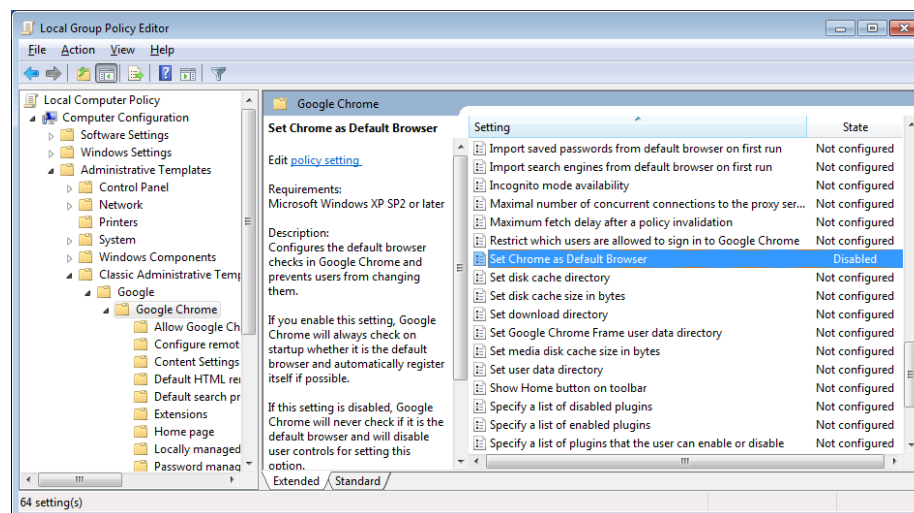 Local Group Policy Editor
File Action View Help
Local Computer Policy
Computer Configuration
Software Settings
Windows Settings
Administrative Templates
Control Panel
Network
Printers
System
Windows Components
Classic Administrative Temp
Google
Google Chrome
Allow Google Ch
Configure remot
Content Settings
Default HTML re
Default search pr
Extensions
Home page
Locally managed
Password manag
Google Chrome
Set Chrome as Default Browser
Edit policy setting
Requirements:
Microsoft Windows XP SP2 or later
Description:
Configures the default browser
checks in Google Chrome and
prevents users from changing
them.
If you enable this setting, Google
Chrome will always check on
startup whether it is the default
browser and automatically register
itself if possible.
If this setting is disabled, Google
Chrome will never check if it is the
default browser and will disable
user controls for setting this
option.
Setting State
Import saved passwords from default browser on first run Not configured
Import search engines from default browser on first run Not configured
Incognito mode availability Not configured
Maximal number of concurrent connections to the proxy ser... Not configured
Maximum fetch delay after a policy invalidation Not configured
Restrict which users are allowed to sign in to Google Chrome Not configured
Set Chrome as Default Browser Disabled
Set disk cache directory Not configured
Set disk cache size in bytes Not configured
Set download directory Not configured
Set Google Chrome Frame user data directory Not configured
Set media disk cache size in bytes Not configured
Set user data directory Not configured
Show Home button on toolbar Not configured
Specify a list of disabled plugins Not configured
Specify a list of enabled plugins Not configured
Specify a list of plugins that the user can enable or disable Not configured
Extended Standard
64 setting(s)